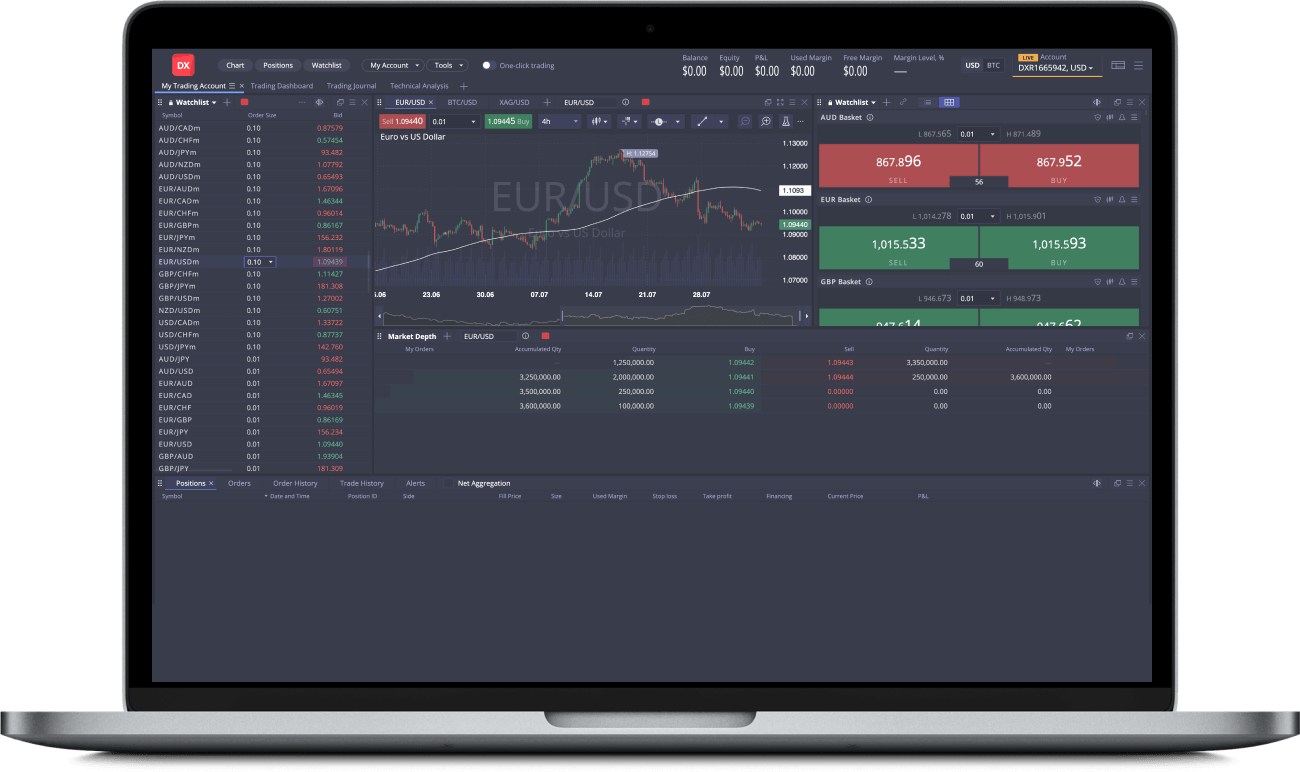 DX Chart Positions Watchlist My Account Tools One-click trading
Balance Equity P&L Used Margin Free Margin Margin Level, %
$0.00 $0.00 $0.00 $0.00 $0.00 —
USD BTC
LIVE Account
DXR1665942, USD
My Trading Account Trading Dashboard Trading Journal Technical Analysis
Watchlist
Symbol Order Size Bid
AUD/CADm 0.10 0.87579
AUD/CHFm 0.10 0.57454
AUD/JPYm 0.10 93.482
AUD/NZDm 0.10 1.07792
AUD/USDm 0.10 0.65493
EUR/AUDm 0.10 1.67096
EUR/CADm 0.10 1.46344
EUR/CHFm 0.10 0.96014
EUR/GBPm 0.10 0.86167
EUR/JPYm 0.10 156.232
EUR/NZDm 0.10 1.80119
EUR/USDm 0.10 1.09439
GBP/CHFm 0.10 1.11427
GBP/JPYm 0.10 181.308
GBP/USDm 0.10 1.27002
NZD/USDm 0.10 0.60751
USD/CADm 0.10 1.33722
USD/CHFm 0.10 0.87737
USD/JPYm 0.10 142.760
AUD/JPY 0.01 93.482
AUD/USD 0.01 0.65494
EUR/AUD 0.01 1.67097
EUR/CAD 0.01 1.46345
EUR/CHF 0.01 0.96019
EUR/GBP 0.01 0.86169
EUR/JPY 0.01 156.234
EUR/USD 0.01 1.09440
GBP/AUD 0.01 1.93904
GBP/JPY 0.01 181.309
EUR/USD BTC/USD XAG/USD EUR/USD
Sell 1.09440 0.01 1.09445 Buy 4h
Euro vs US Dollar
H: 1.12754
EUR/USD
Euro vs US Dollar
1.13000
1.12000
1.1093
1.10000
1.09440
1.09000
1.08000
1.07000
5.06 23.06 30.06 07.07 14.07 21.07 28.07
Watchlist
AUD Basket
L 867.565 0.01 H 871.489
867.896 867.952
SELL 56 BUY
EUR Basket
L 1,014.278 0.01 H 1,015.901
1,015.533 1,015.593
SELL 60 BUY
GBP Basket
L 946.673 0.01 H 948.973
947.614 947.662
Market Depth EUR/USD
My Orders Accumulated Qty Quantity Buy Sell Quantity Accumulated Qty My Orders
1,250,000.00 1.09442 1.09443 3,350,000.00
3,250,000.00 2,000,000.00 1.09441 1.09444 250,000.00 3,600,000.00
3,500,000.00 250,000.00 1.09440 0.00000 0.00 0.00
3,600,000.00 100,000.00 1.09439 0.00000 0.00 0.00
Positions Orders Order History Trade History Alerts Net Aggregation
Symbol Date and Time Position ID Side Fill Price Size Used Margin Stop loss Take profit Financing Current Price P&L